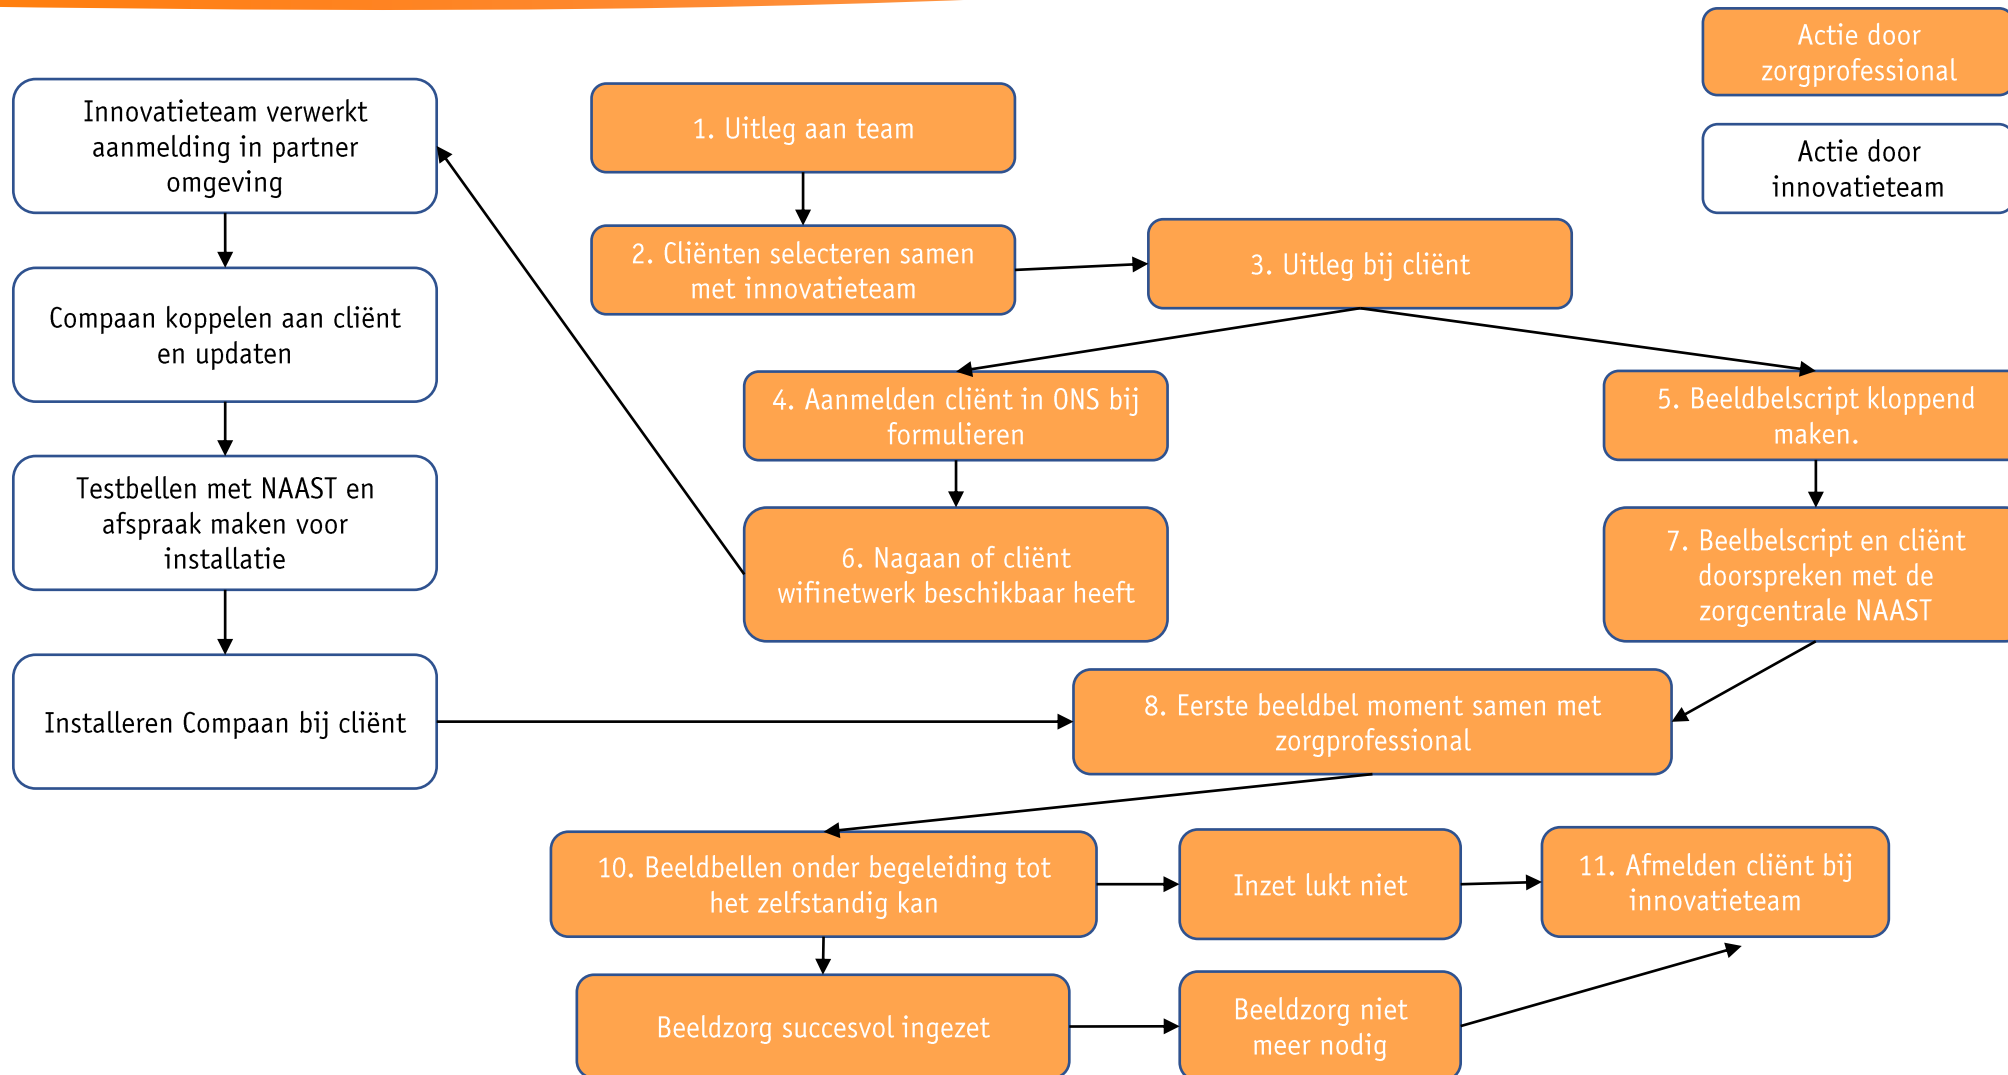 Actie door
zorgprofessional
Actie door
innovatieteam
Innovatieteam verwerkt
aanmelding in partner
omgeving
Compaan koppelen aan cliënt
en updaten
Testbellen met NAAST en
afspraak maken voor
installatie
Installeren Compaan bij cliënt
1. Uitleg aan team
2. Cliënten selecteren samen
met innovatieteam
3. Uitleg bij cliënt
4. Aanmelden cliënt in ONS bij
formulieren
5. Beeldbelscript kloppend
maken.
6. Nagaan of cliënt
wifinetwerk beschikbaar heeft
7. Beelbelscript en cliënt
doorspreken met de
zorgcentrale NAAST
8. Eerste beeldbel moment samen met
zorgprofessional
10. Beeldbellen onder begeleiding tot
het zelfstandig kan
Inzet lukt niet
11. Afmelden cliënt bij
innovatieteam
Beeldzorg succesvol ingezet
Beeldzorg niet
meer nodig